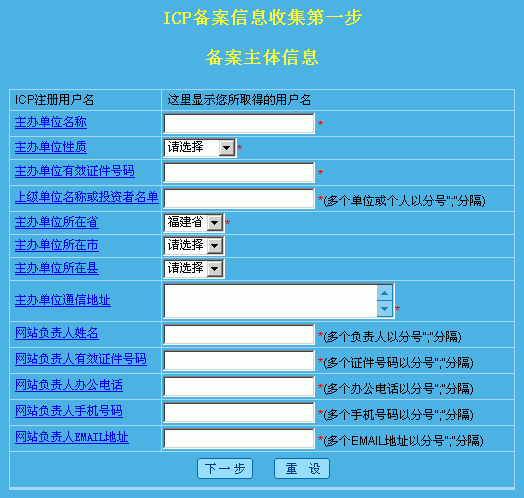 ICP备案信息收集第一步
备案主体信息
ICP注册用户名 这里显示您所取得的用户名
主办单位名称 *
主办单位性质 请选择 *
主办单位有效证件号码 *
上级单位名称或投资者名单 *(多个单位或个人以分号";"分隔)
主办单位所在省 福建省 *
主办单位所在市 请选择
主办单位所在县 请选择
主办单位通信地址 *
网站负责人姓名 *(多个负责人以分号";"分隔)
网站负责人有效证件号码 *(多个证件号码以分号";"分隔)
网站负责人办公电话 *(多个办公电话以分号";"分隔)
网站负责人手机号码 *(多个手机号码以分号";"分隔)
网站负责人EMAIL地址 *(多个EMAIL地址以分号";"分隔)
下一步 重 设